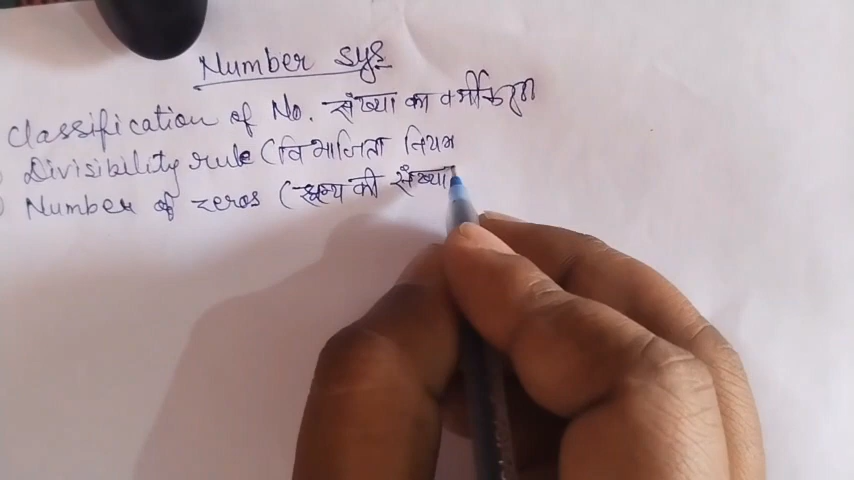 Number sys
Classification of No. संख्या का वर्गीकरण
Divisibility rule (विभाजिता नियम
Number of zeros (शून्य की संख्या